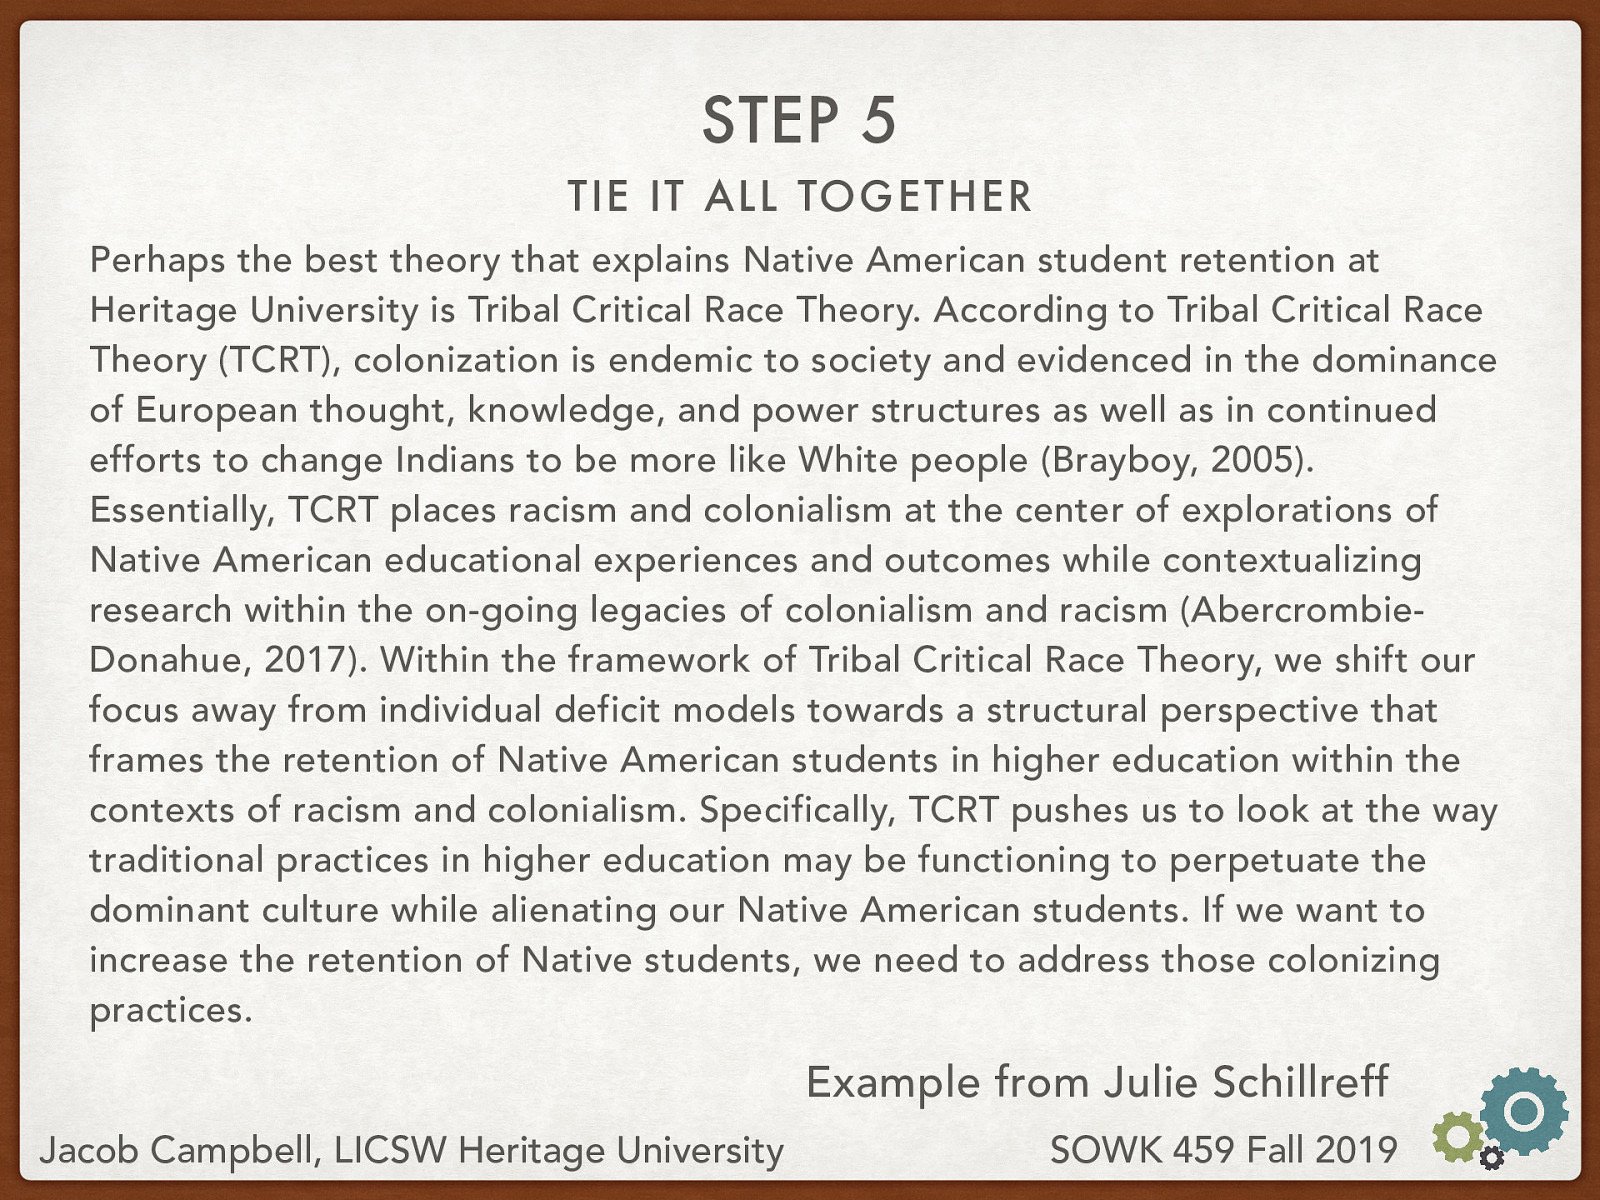 STEP 5
TIE IT ALL TOGETHER
Perhaps the best theory that explains Native American student retention at
Heritage University is Tribal Critical Race Theory. According to Tribal Critical Race
Theory (TCRT), colonization is endemic to society and evidenced in the dominance
of European thought, knowledge, and power structures as well as in continued
efforts to change Indians to be more like White people (Brayboy, 2005).
Essentially, TCRT places racism and colonialism at the center of explorations of
Native American educational experiences and outcomes while contextualizing
research within the on-going legacies of colonialism and racism (Abercrombie-
Donahue, 2017). Within the framework of Tribal Critical Race Theory, we shift our
focus away from individual deficit models towards a structural perspective that
frames the retention of Native American students in higher education within the
contexts of racism and colonialism. Specifically, TCRT pushes us to look at the way
traditional practices in higher education may be functioning to perpetuate the
dominant culture while alienating our Native American students. If we want to
increase the retention of Native students, we need to address those colonizing
practices.
Example from Julie Schillreff
Jacob Campbell, LICSW Heritage University
SOWK 459 Fall 2019